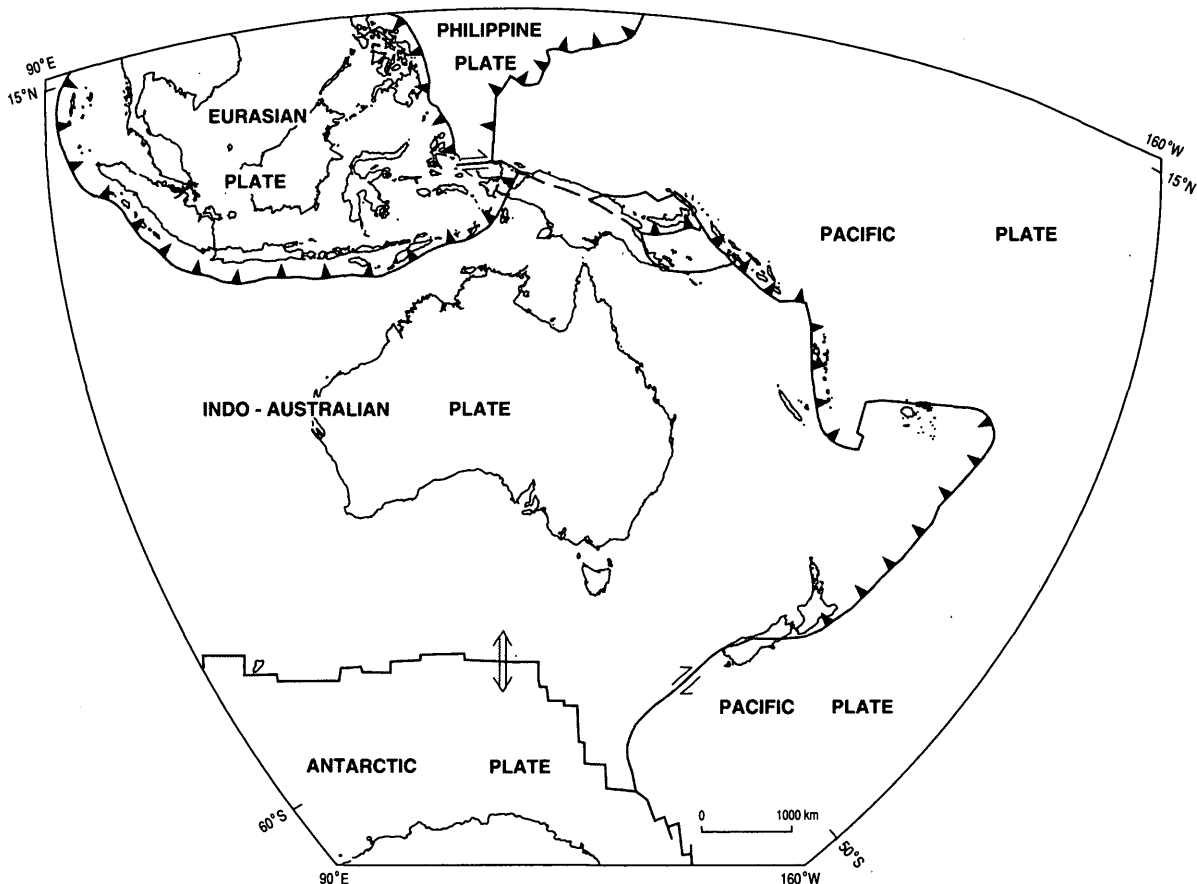 PHILIPPINE
PLATE
90°E
15°N
EURASIAN
PLATE
160°W
15°N
PACIFIC PLATE
INDO - AUSTRALIAN PLATE
PACIFIC PLATE
ANTARCTIC PLATE
0 1000 km
60°S
50°S
90°E
160°W